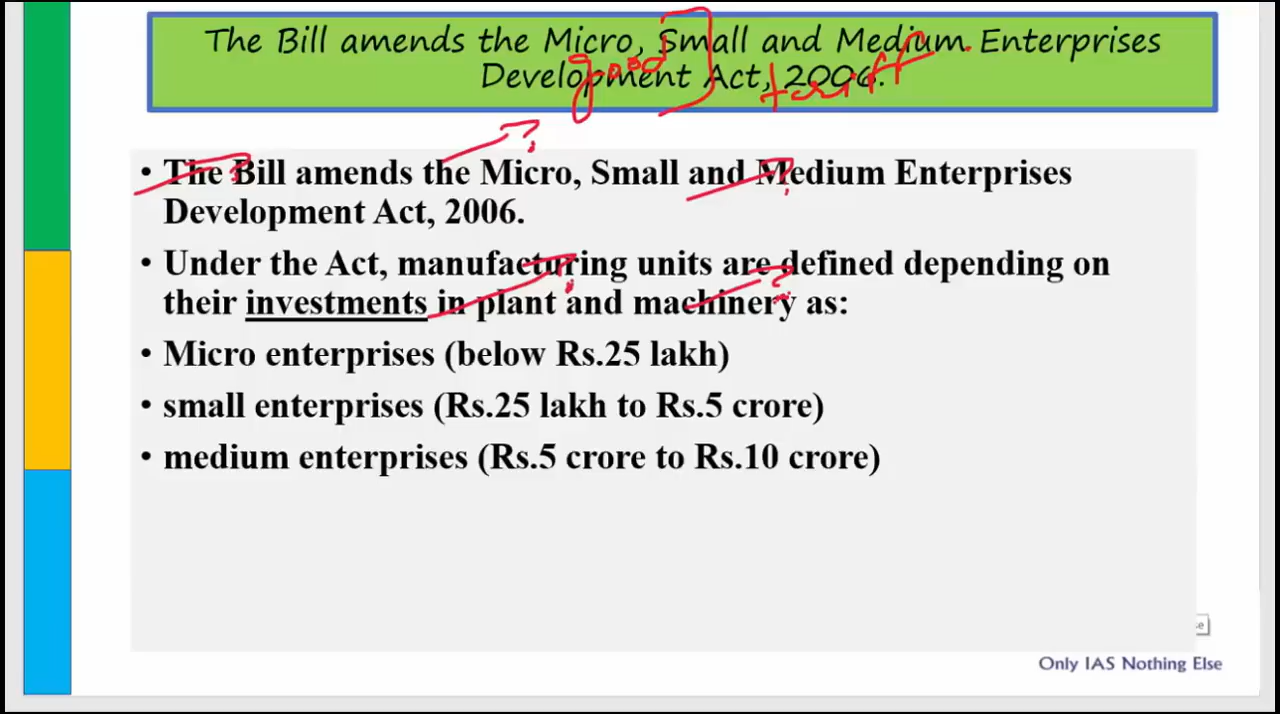 The Bill amends the Micro, Small and Medium Enterprises
Development Act, 2006.
good
tariff
• The Bill amends the Micro, Small and Medium Enterprises
Development Act, 2006.
• Under the Act, manufacturing units are defined depending on
their investments in plant and machinery as:
• Micro enterprises (below Rs.25 lakh)
• small enterprises (Rs.25 lakh to Rs.5 crore)
• medium enterprises (Rs.5 crore to Rs.10 crore)
se
Only IAS Nothing Else